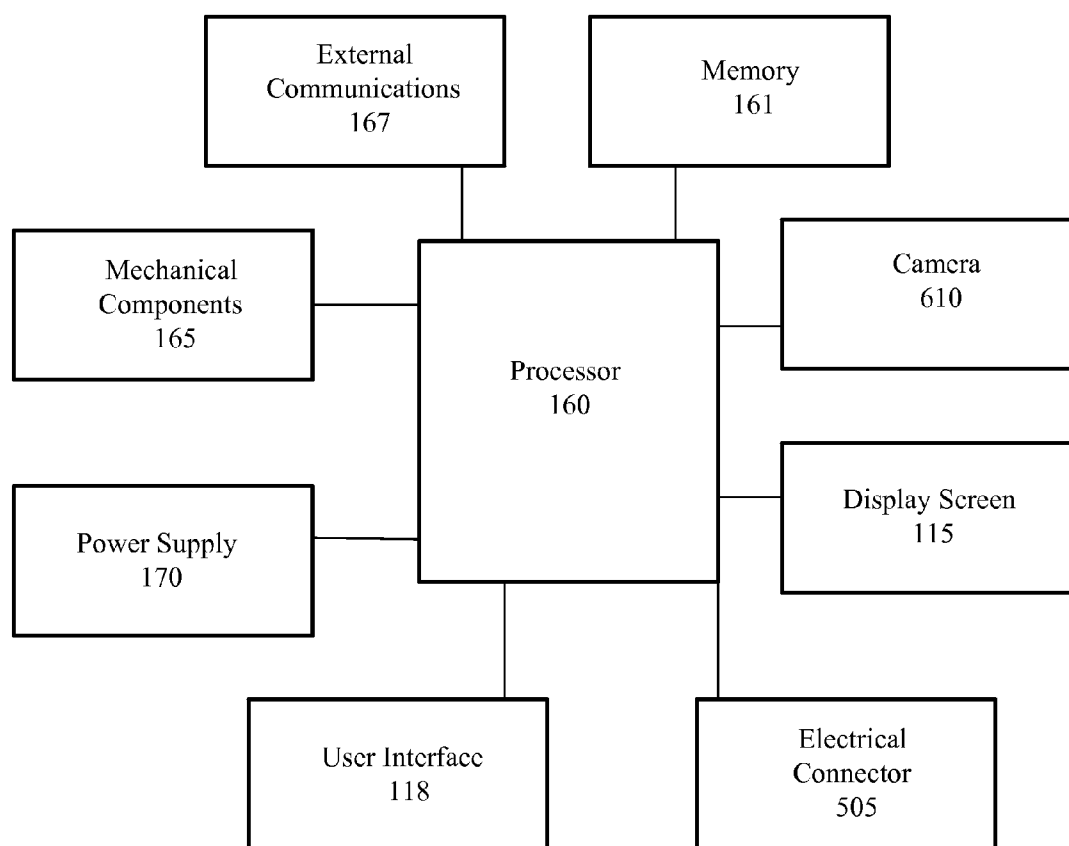 External
Communications
167
Memory
161
Mechanical
Components
165
Camera
610
Processor
160
Display Screen
115
Power Supply
170
User Interface
118
Electrical
Connector
505